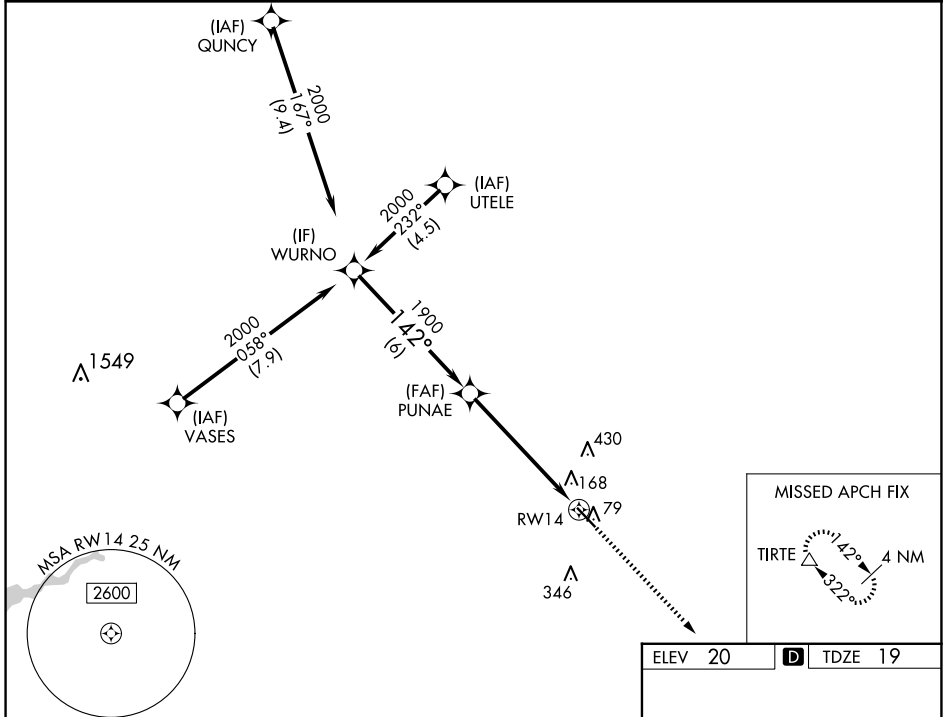 (IAF)
QUNCY
2000
167°
(9.4)
(IAF)
UTELE
2000
232°
(4.5)
(IF)
WURNO
2000
058°
(7.9)
1900
142°
(6)
1549
(IAF)
VASES
(FAF)
PUNAE
430
168
RW14
79
346
MISSED APCH FIX
TIRTE
142°
4 NM
322°
MSA RW14 25 NM
2600
ELEV 20 D TDZE 19